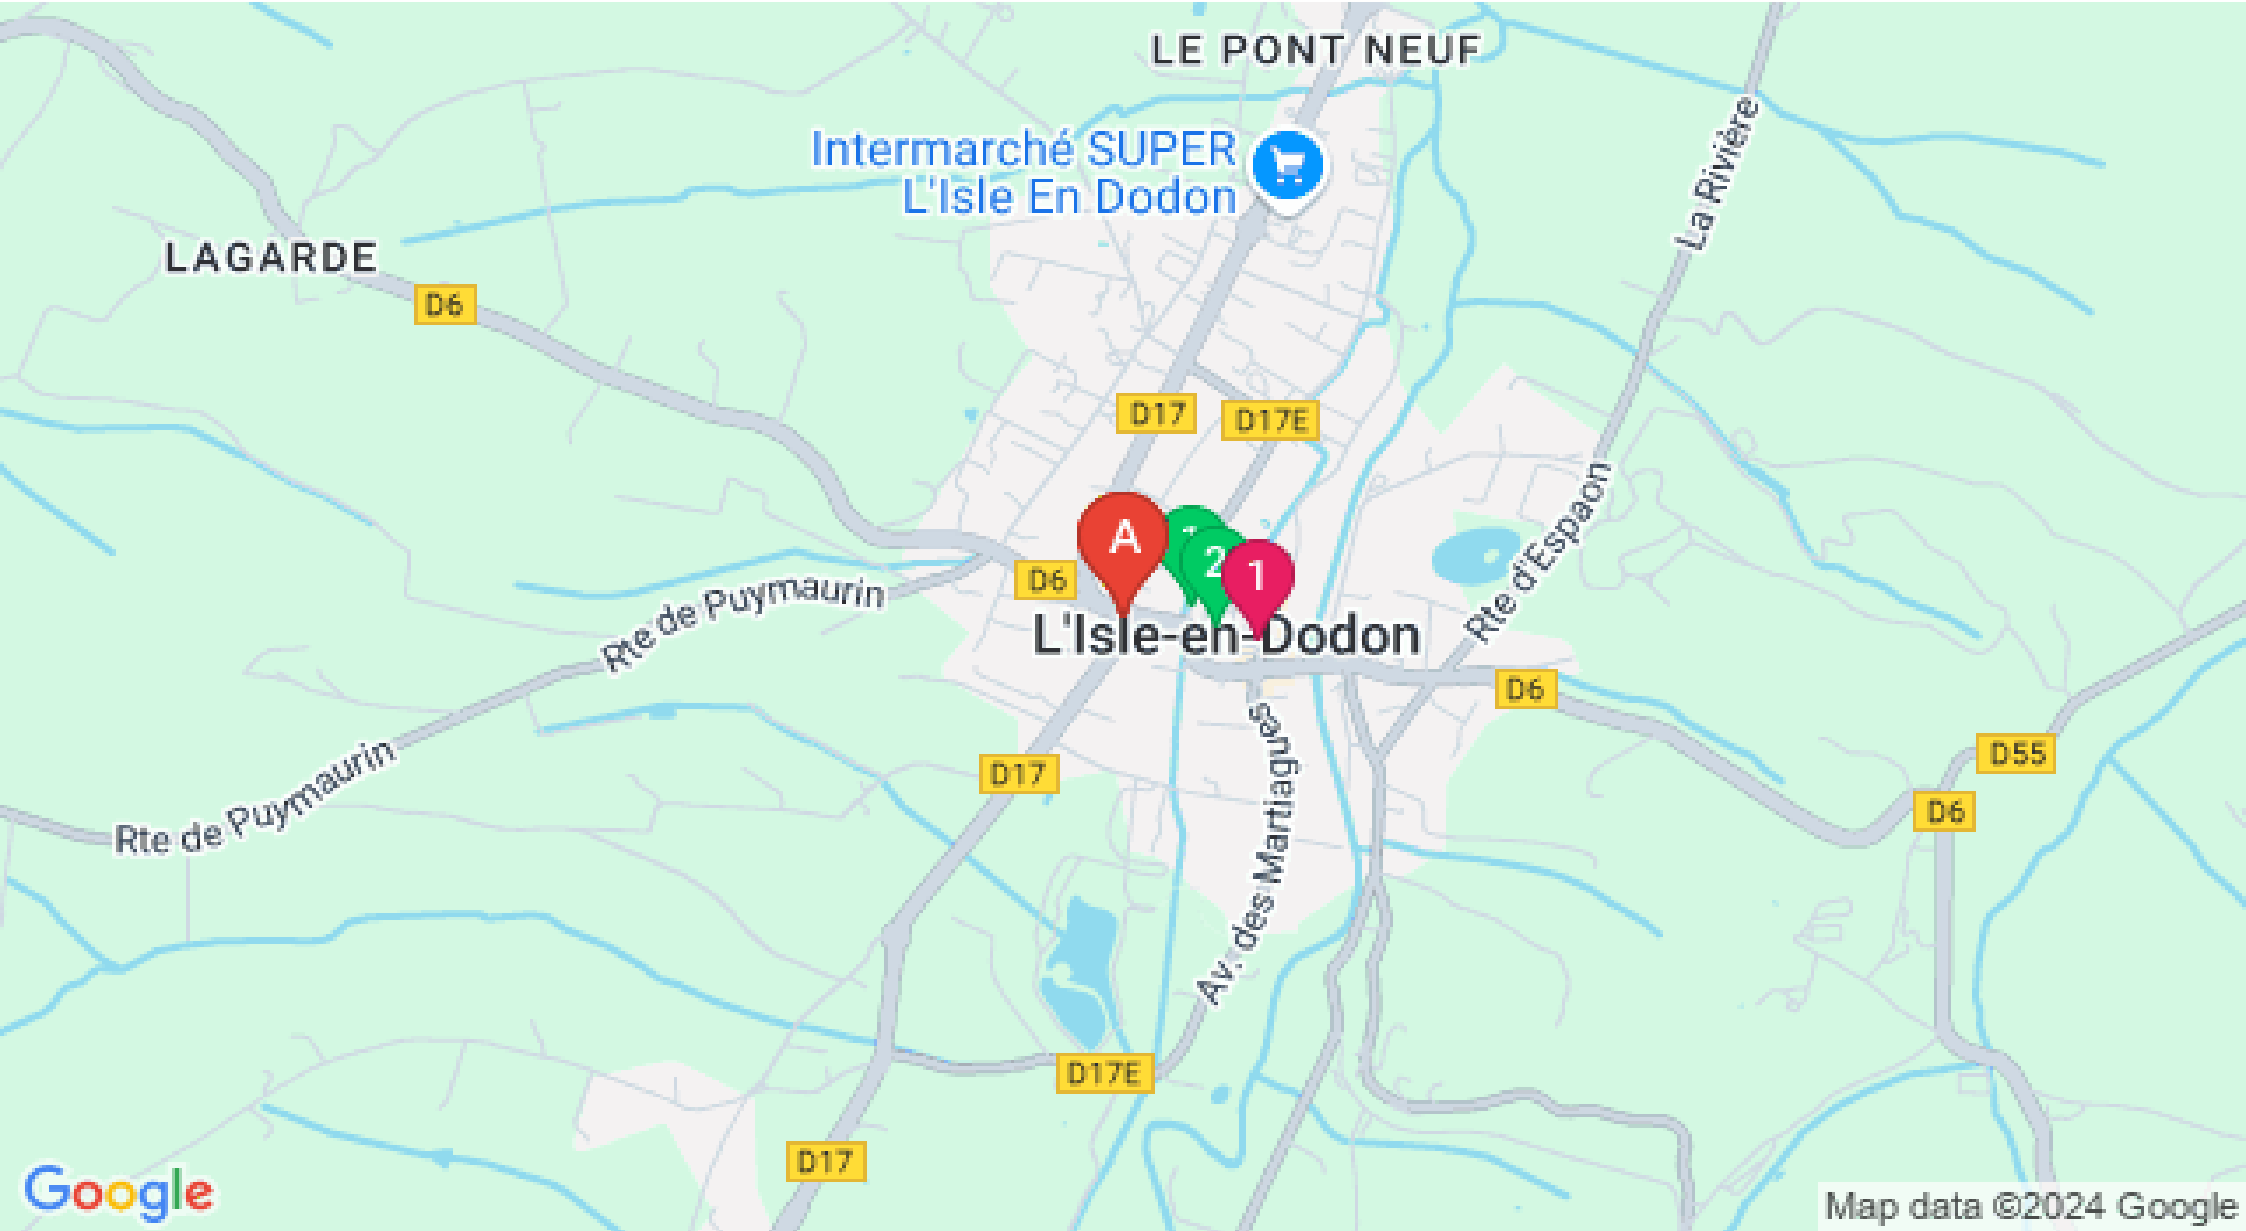 LE PONT NEUF
La Rivière
Intermarché SUPER
L'Isle En Dodon
LAGARDE
D6
D17
D17E
Rte d'Espaon
A
2
1
D6
Rte de Puymaurin
L'Isle-en-Dodon
D6
Av. des Martiagues
D17
D55
Rte de Puymaurin
D6
D17E
D17
Google
Map data ©2024 Google